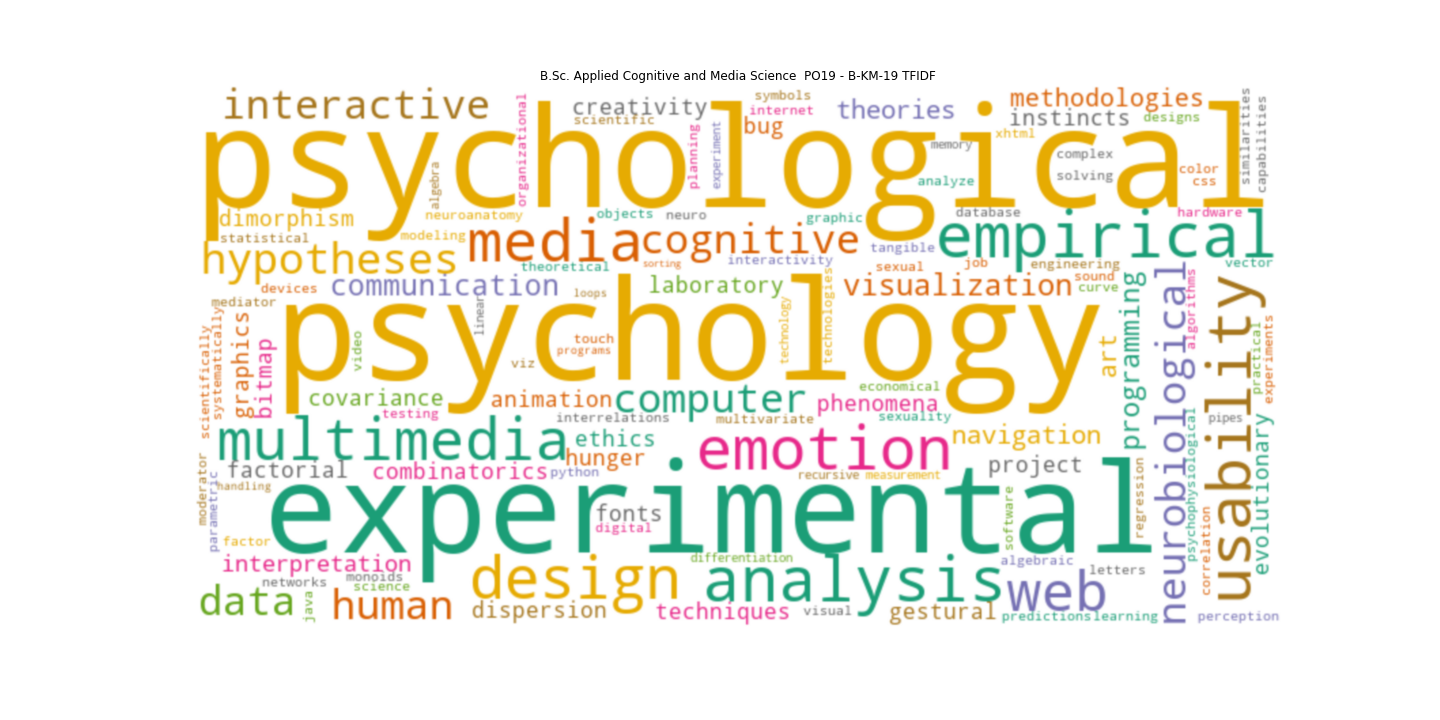 B.Sc. Applied Cognitive and Media Science  PO19 - B-KM-19 TFIDF
interactive
organizational
creativity
scientific
symbols
internet
bug
theories
methodologies
instincts
designs
similarities
capabilities
psychological
algebra
planning
experiment
memory
xhtml
complex
solving
analyze
color
css
dimorphism
neuroanatomy
objects
neuro
graphic
database
hardware
statistical
modeling
media
cognitive
tangible
empirical
hypotheses
theoretical
sorting
interactivity
sexual
job
engineering
vector
devices
communication
loops
laboratory
visualization
sound
curve
mediator
linear
psychology
technology
technologies
programming
neurobiological
algorithms
usability
scientifically
systematically
graphics
bitmap
video
touch
programs
viz
art
practical
experiments
covariance
testing
animation
computer
economical
phenomena
interrelations
multivariate
sexuality
pipes
multimedia
ethics
hunger
emotion
navigation
psychophysiological
evolutionary
factorial
combinatorics
python
recursive
measurement
project
moderator
parametric
handling
experimental
fonts
digital
software
regression
correlation
factor
interpretation
differentiation
algebraic
letters
networks
monoids
science
design
analysis
web
data
java
human
dispersion
techniques
visual
gestural
predictions
learning
perception